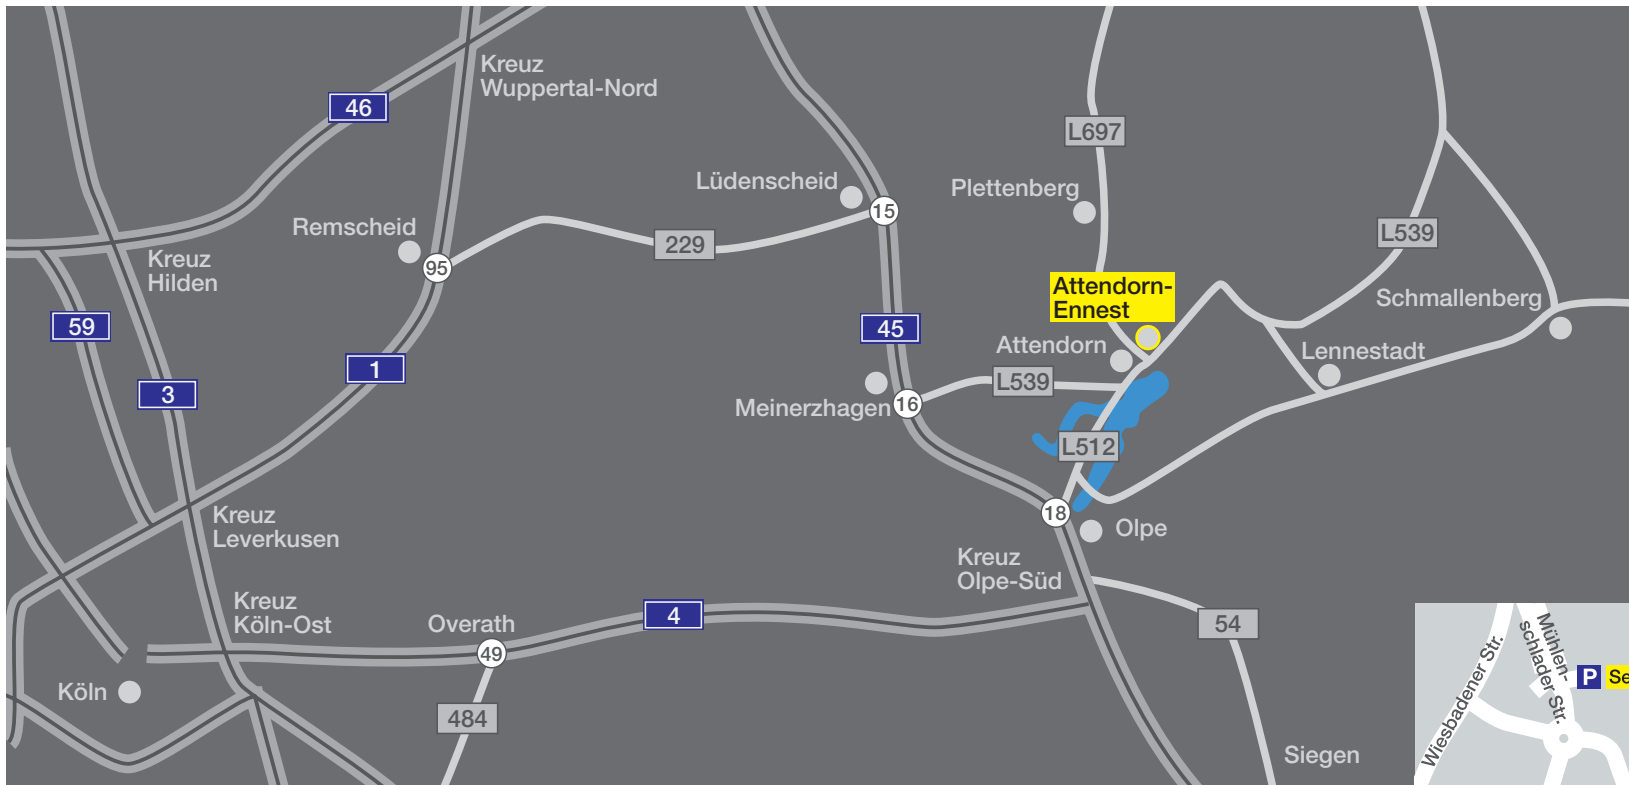 Kreuz
Wuppertal-Nord
46
L697
Lüdenscheid
Plettenberg
15
Remscheid
229
L539
95
Kreuz
Hilden
Attendorn-
Ennest
Schmallenberg
59
45
Attendorn
Lennestadt
1
3
L539
Meinerzhagen
16
L512
Kreuz
Leverkusen
18
Olpe
Kreuz
Olpe-Süd
Kreuz
Köln-Ost
Overath
4
54
49
Köln
484
Siegen
Wiesbadener Str.
Mühlen-
schlader Str.
P
Se